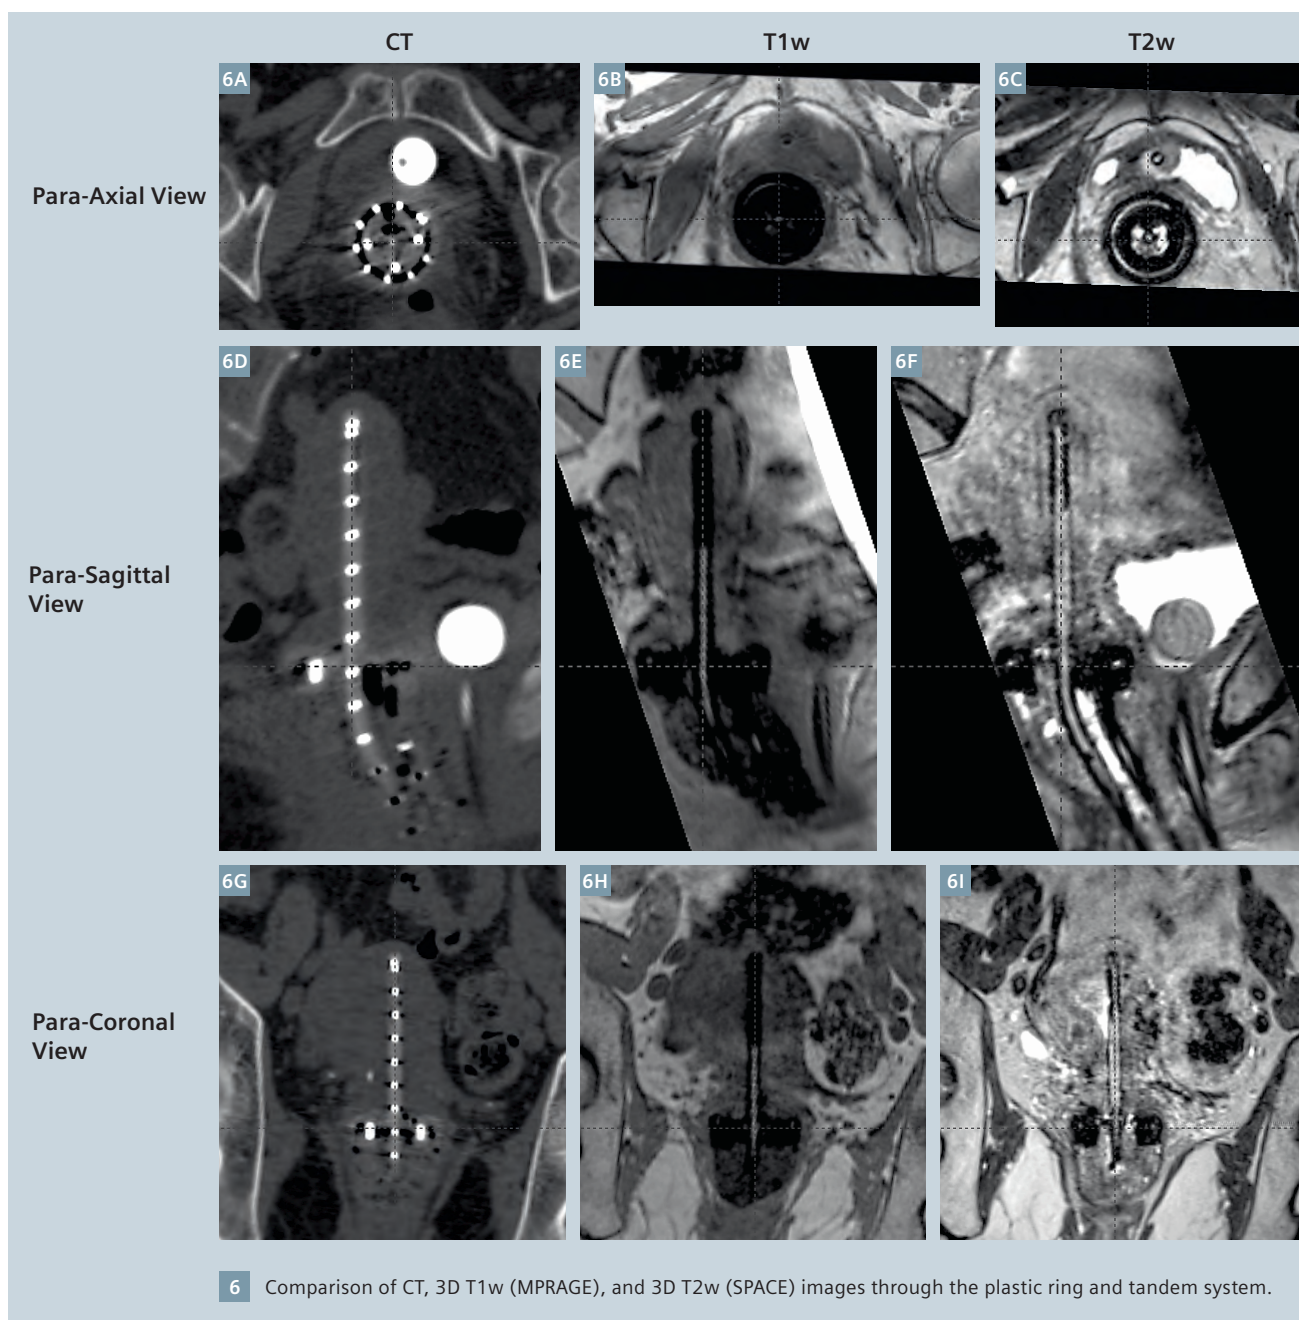 CT
T1w
T2w
6A
6B
6C
Para-Axial View
6D
6E
6F
Para-Sagittal
View
6G
6H
6I
Para-Coronal
View
6 Comparison of CT, 3D T1w (MPRAGE), and 3D T2w (SPACE) images through the plastic ring and tandem system.